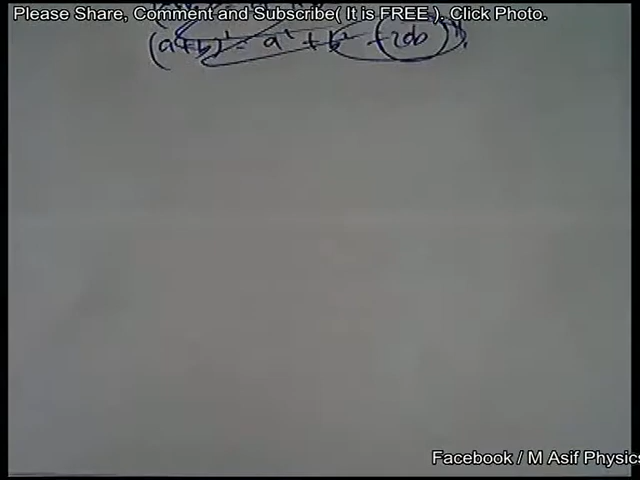 Please Share, Comment and Subscribe( It is FREE ). Click Photo.
(a+b)² = a² + b² + 2ab
Facebook / M Asif Physics